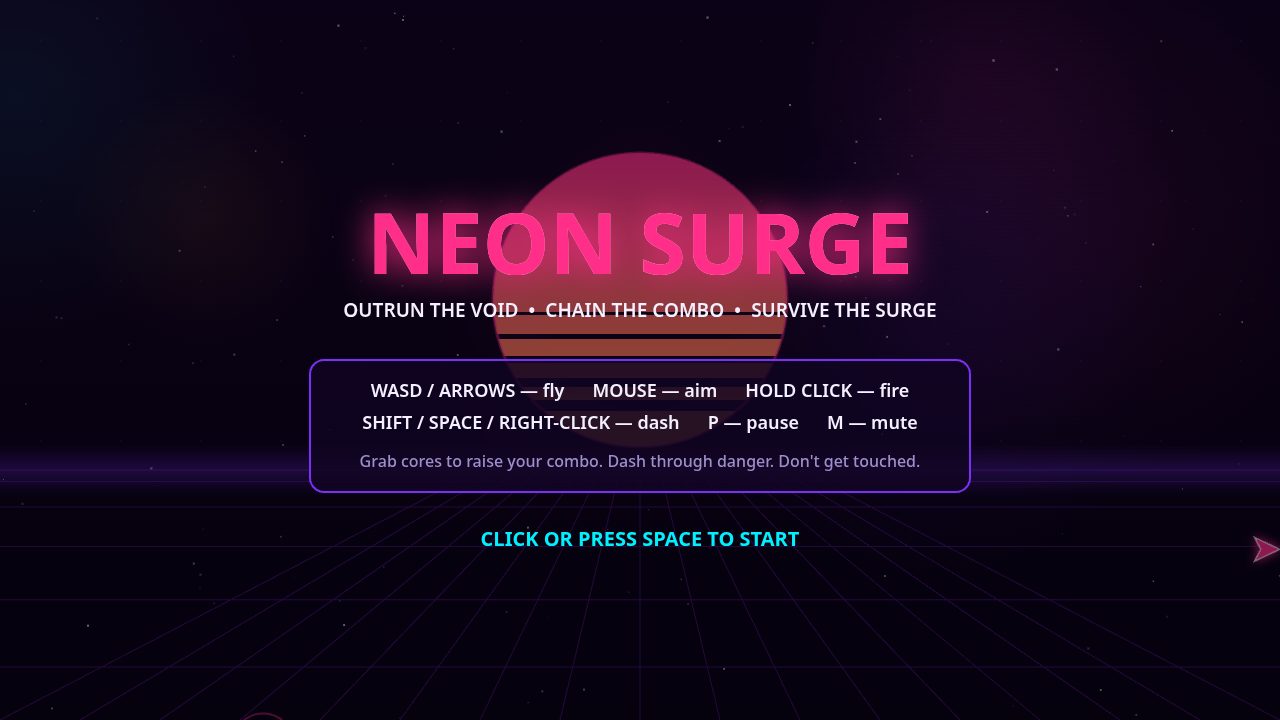 NEON SURGE
OUTRUN THE VOID • CHAIN THE COMBO • SURVIVE THE SURGE
WASD / ARROWS — fly MOUSE — aim HOLD CLICK — fire
SHIFT / SPACE / RIGHT-CLICK — dash P — pause M — mute
Grab cores to raise your combo. Dash through danger. Don't get touched.
CLICK OR PRESS SPACE TO START